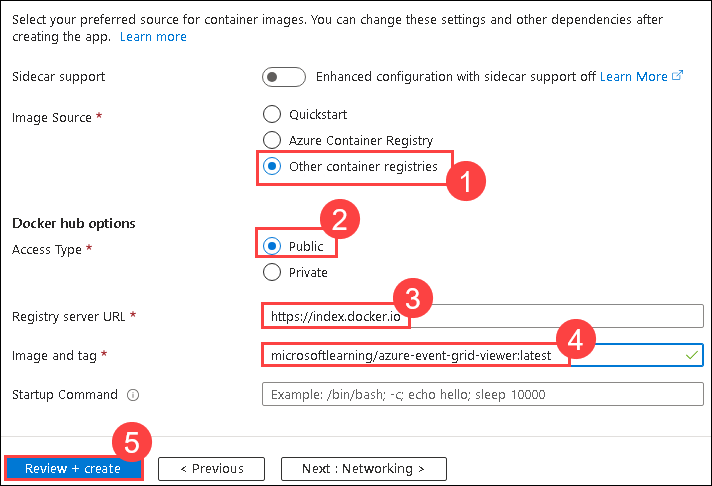 Select your preferred source for container images. You can change these settings and other dependencies after
creating the app. Learn more
Sidecar support Enhanced configuration with sidecar support off Learn More
Image Source * Quickstart
Azure Container Registry
Other container registries
1
Docker hub options 2
Access Type * Public
Private
3
Registry server URL * https://index.docker.io
4
Image and tag * microsoftlearning/azure-event-grid-viewer:latest
Startup Command Example: /bin/bash; -c; echo hello; sleep 10000
5
Review + create < Previous Next : Networking >